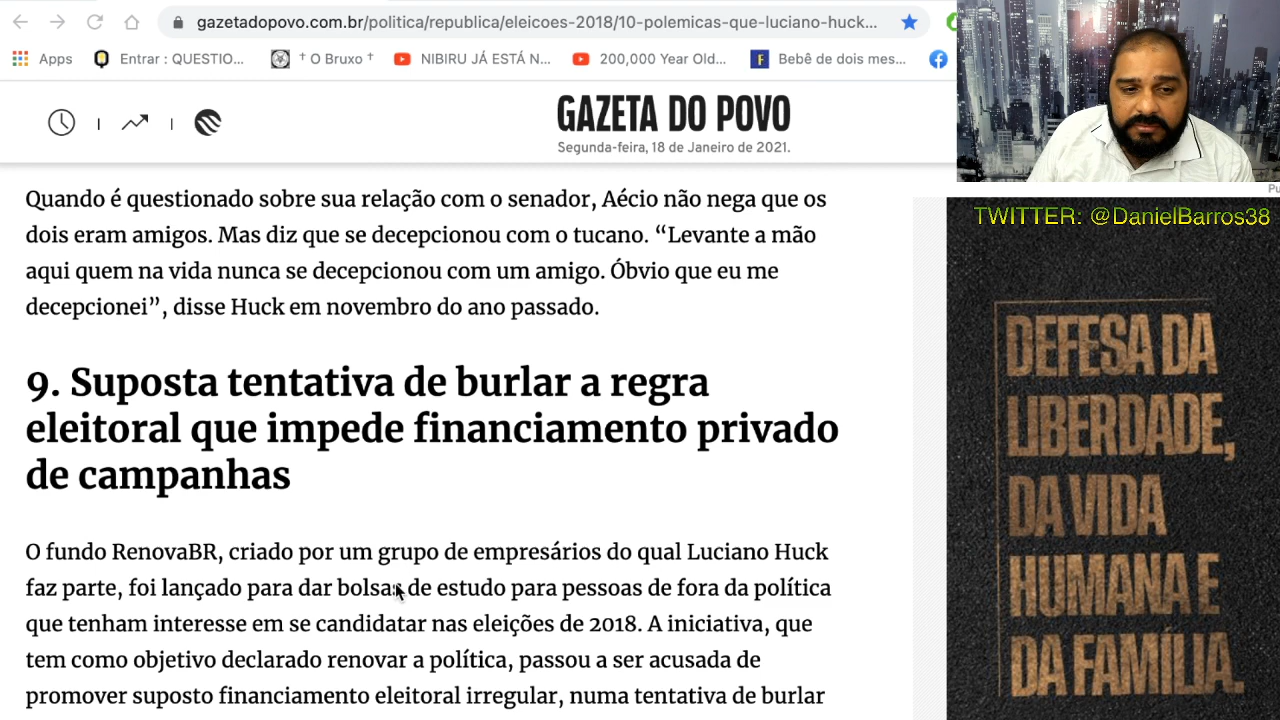 gazetadopovo.com.br/politica/republica/eleicoes-2018/10-polemicas-que-luciano-huck...
Apps
Entrar : QUESTIO...
† O Bruxo †
NIBIRU JÁ ESTÁ N...
200,000 Year Old...
Bebê de dois mes...
GAZETA DO POVO
Segunda-feira, 18 de Janeiro de 2021.
Pu
TWITTER: @DanielBarros38
Quando é questionado sobre sua relação com o senador, Aécio não nega que os
dois eram amigos. Mas diz que se decepcionou com o tucano. “Levante a mão
aqui quem na vida nunca se decepcionou com um amigo. Óbvio que eu me
decepcionei”, disse Huck em novembro do ano passado.
9. Suposta tentativa de burlar a regra
eleitoral que impede financiamento privado
de campanhas
O fundo RenovaBR, criado por um grupo de empresários do qual Luciano Huck
faz parte, foi lançado para dar bolsas de estudo para pessoas de fora da política
que tenham interesse em se candidatar nas eleições de 2018. A iniciativa, que
tem como objetivo declarado renovar a política, passou a ser acusada de
promover suposto financiamento eleitoral irregular, numa tentativa de burlar
DEFESA DA
LIBERDADE,
DA VIDA
HUMANA E
DA FAMÍLIA.